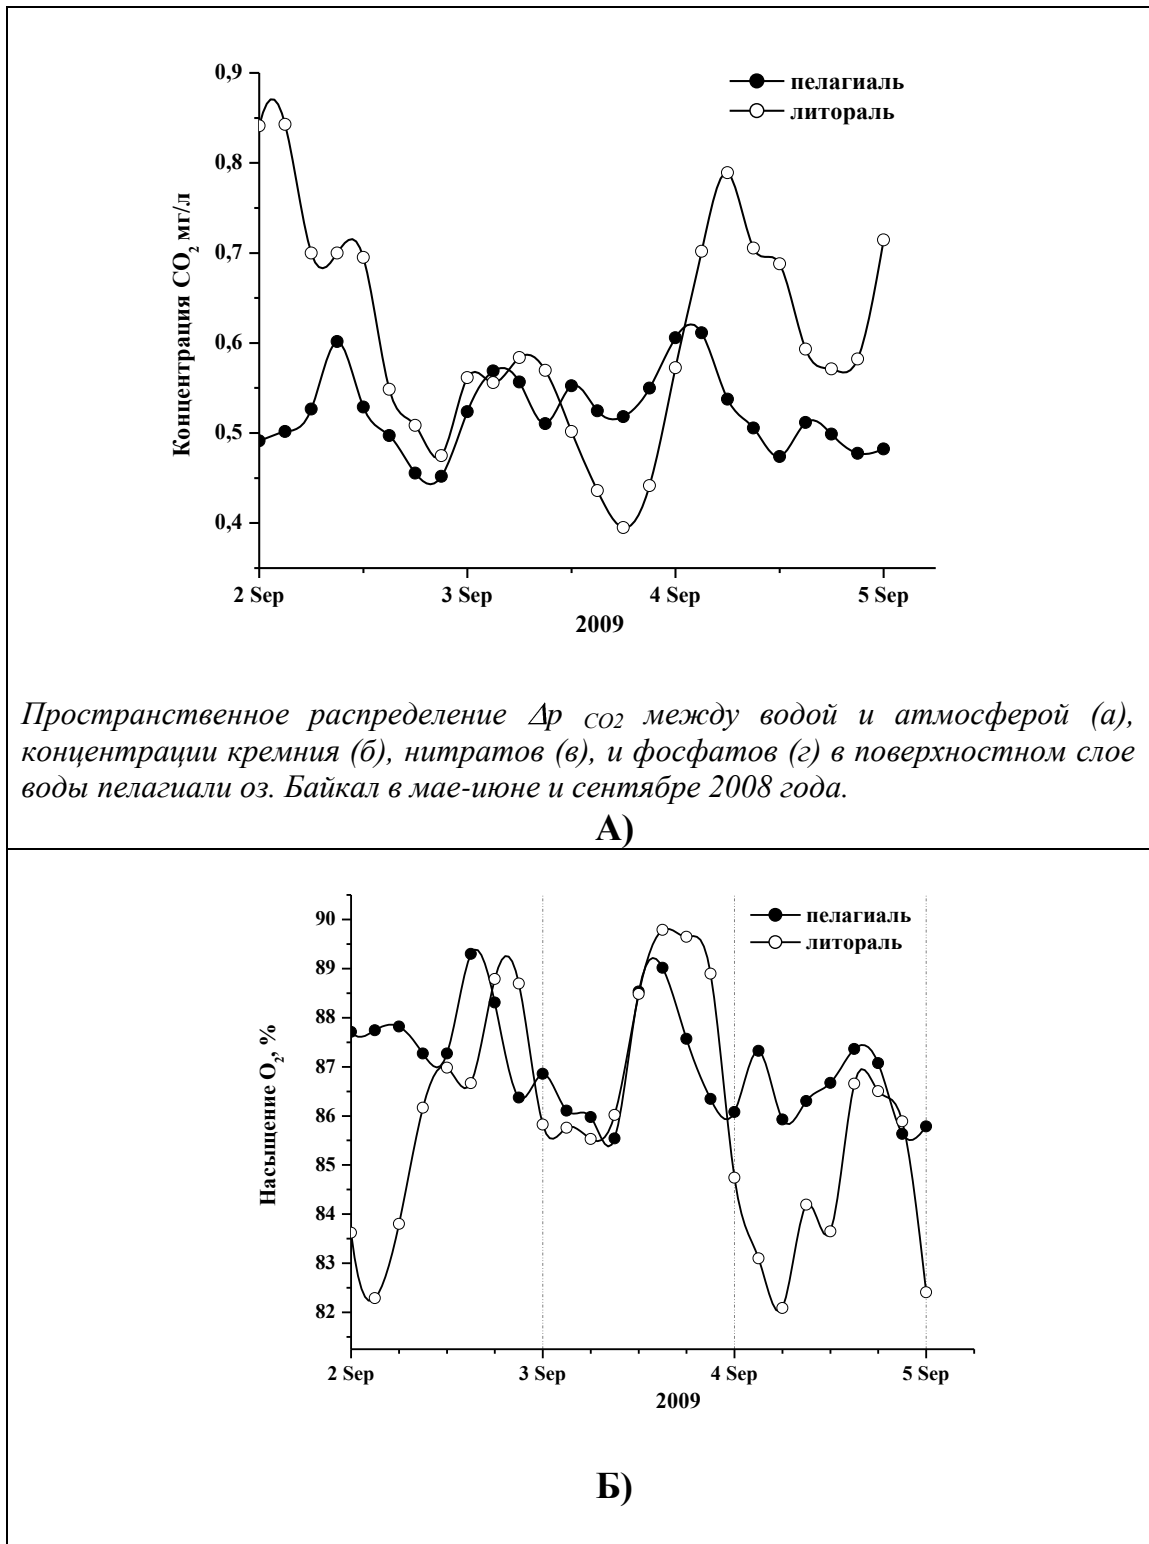 0,9
0,8
0,7
0,6
0,5
0,4
Концентрация CO2 мг/л
пелагиаль
литораль
2 Sep 3 Sep 4 Sep 5 Sep
2009
Пространственное распределение Δp CO2 между водой и атмосферой (а),
концентрации кремния (б), нитратов (в), и фосфатов (г) в поверхностном слое
воды пелагиали оз. Байкал в мае-июне и сентябре 2008 года.
А)
90
89
88
87
86
85
84
83
82
Насыщение O2, %
пелагиаль
литораль
2 Sep 3 Sep 4 Sep 5 Sep
2009
Б)